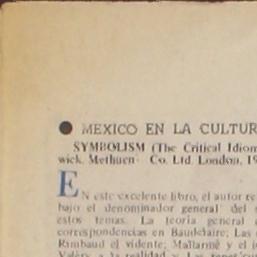 ● MEXICO EN LA CULTUR
SYMBOLISM (The Critical Idiom
wick. Methuen Co. Ltd. London, 19
EN este excelente libro, el autor re
bajo el denominador general del
estos temas. La teoría general
correspondencias en Baudelaire; Las
Rimbaud el vidente; Mallarmé y el
Valéry a la realidad y Las